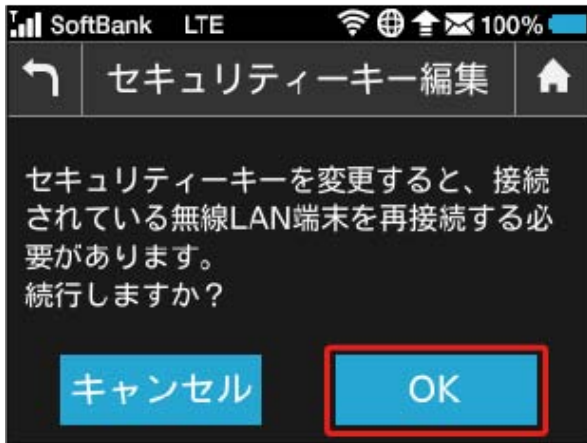 SoftBank LTE 100%
セキュリティーキー編集
セキュリティーキーを変更すると、接続
されている無線LAN端末を再接続する必
要があります。
続行しますか？
キャンセル OK